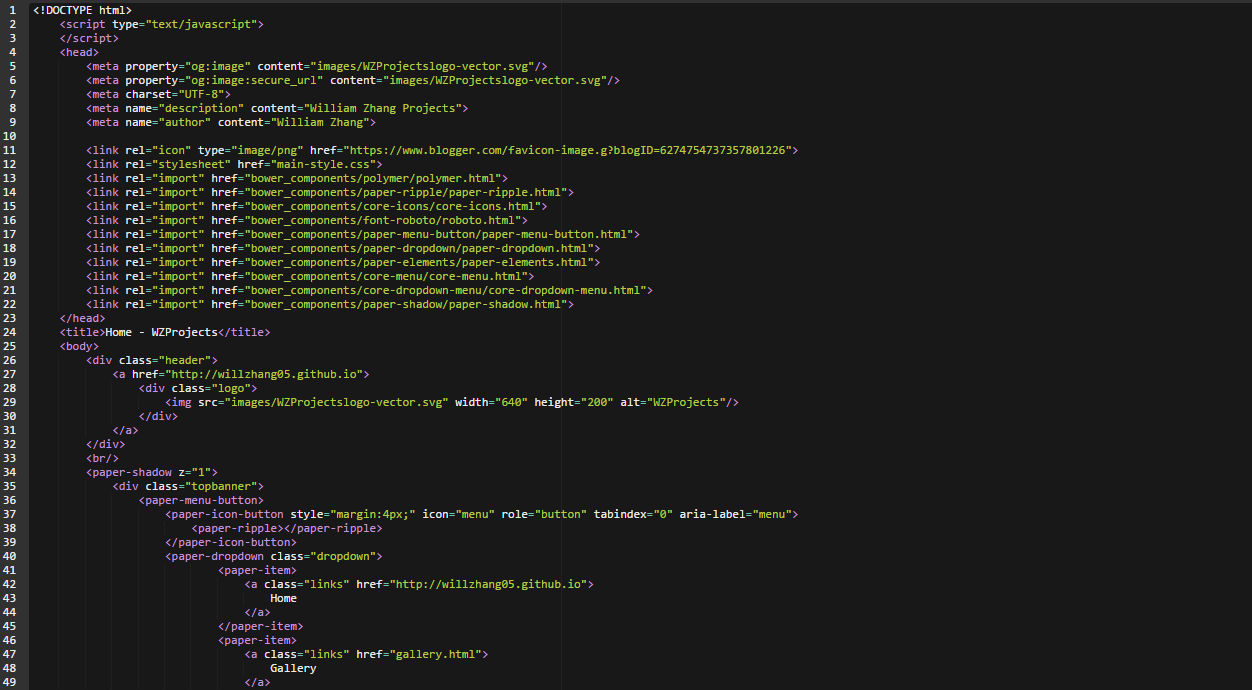 1 <!DOCTYPE html>
2 <script type="text/javascript">
3 </script>
4 <head>
5 <meta property="og:image" content="images/WZProjectslogo-vector.svg"/>
6 <meta property="og:image:secure_url" content="images/WZProjectslogo-vector.svg"/>
7 <meta charset="UTF-8">
8 <meta name="description" content="William Zhang Projects">
9 <meta name="author" content="William Zhang">
10
11 <link rel="icon" type="image/png" href="https://www.blogger.com/favicon-image.g?blogID=6274754737357801226">
12 <link rel="stylesheet" href="main-style.css">
13 <link rel="import" href="bower_components/polymer/polymer.html">
14 <link rel="import" href="bower_components/paper-ripple/paper-ripple.html">
15 <link rel="import" href="bower_components/core-icons/core-icons.html">
16 <link rel="import" href="bower_components/font-roboto/roboto.html">
17 <link rel="import" href="bower_components/paper-menu-button/paper-menu-button.html">
18 <link rel="import" href="bower_components/paper-dropdown/paper-dropdown.html">
19 <link rel="import" href="bower_components/paper-elements/paper-elements.html">
20 <link rel="import" href="bower_components/core-menu/core-menu.html">
21 <link rel="import" href="bower_components/core-dropdown-menu/core-dropdown-menu.html">
22 <link rel="import" href="bower_components/paper-shadow/paper-shadow.html">
23 </head>
24 <title>Home - WZProjects</title>
25 <body>
26 <div class="header">
27 <a href="http://willzhang05.github.io">
28 <div class="logo">
29 <img src="images/WZProjectslogo-vector.svg" width="640" height="200" alt="WZProjects"/>
30 </div>
31 </a>
32 </div>
33 <br/>
34 <paper-shadow z="1">
35 <div class="topbanner">
36 <paper-menu-button>
37 <paper-icon-button style="margin:4px;" icon="menu" role="button" tabindex="0" aria-label="menu">
38 <paper-ripple></paper-ripple>
39 </paper-icon-button>
40 <paper-dropdown class="dropdown">
41 <paper-item>
42 <a class="links" href="http://willzhang05.github.io">
43 Home
44 </a>
45 </paper-item>
46 <paper-item>
47 <a class="links" href="gallery.html">
48 Gallery
49 </a>